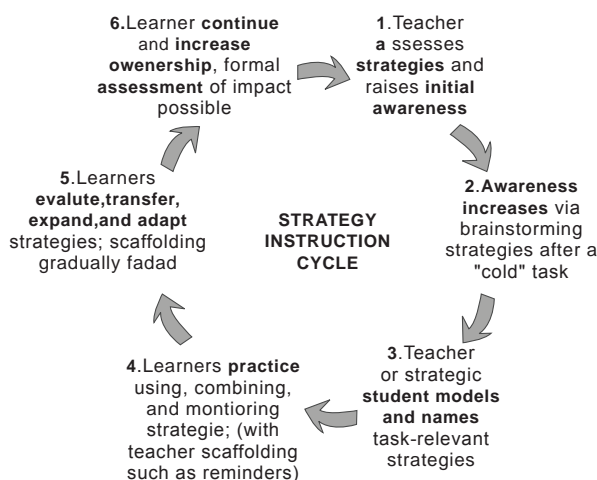 6.Learner continue
and increase
owenership, formal
assessment of impact
possible
1.Teacher
a ssesses
strategies and
raises initial
awareness
2.Awareness
increases via
brainstorming
strategies after a
"cold" task
3.Teacher
or strategic
student models
and names
task-relevant
strategies
4.Learners practice
using, combining,
and montioring
strategie; (with
teacher scaffolding
such as reminders)
5.Learners
evalute,transfer,
expand,and adapt
strategies; scaffolding
gradually fadad
STRATEGY
INSTRUCTION
CYCLE